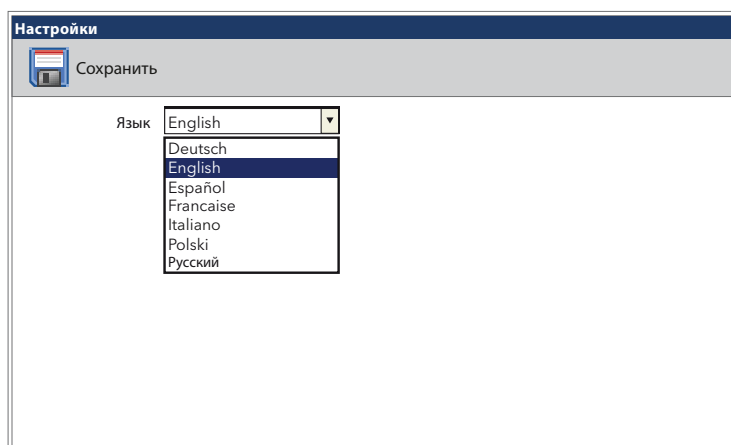 Настройки
Сохранить
Язык English
Deutsch
English
Español
Francaise
Italiano
Polski
Русский